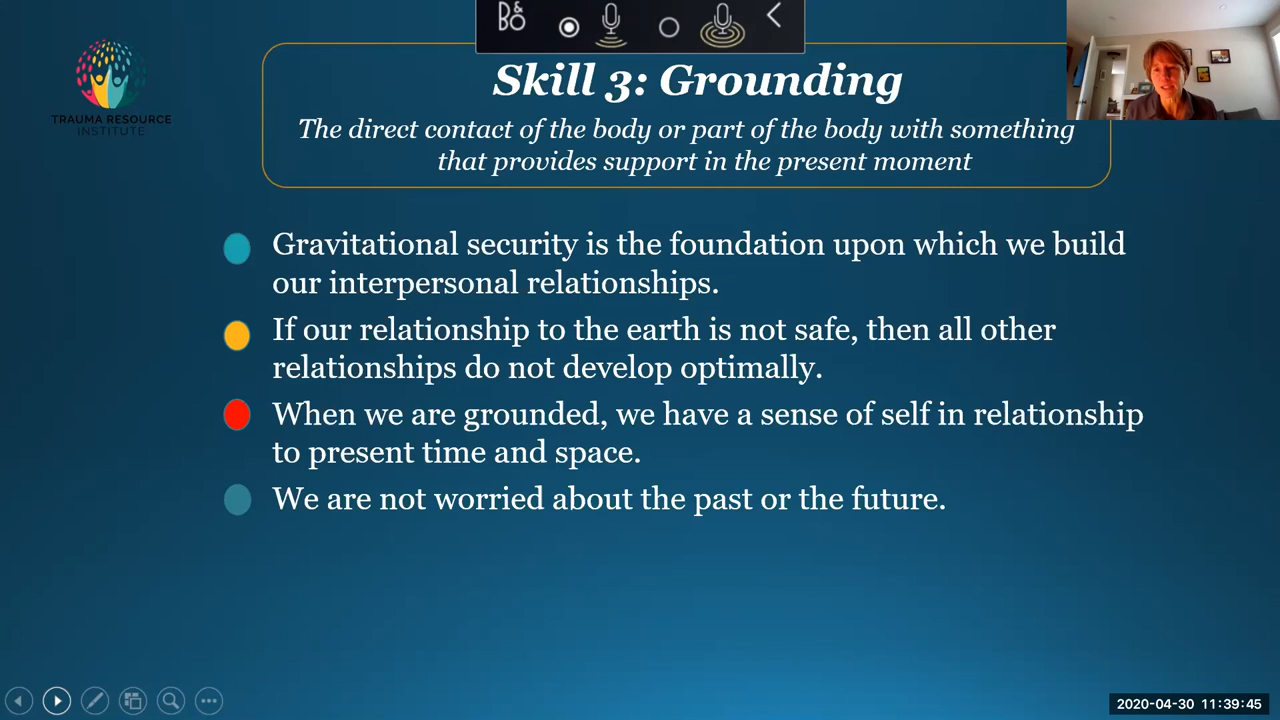 B&O
TRAUMA RESOURCE
INSTITUTE
Skill 3: Grounding
The direct contact of the body or part of the body with something
that provides support in the present moment
Gravitational security is the foundation upon which we build
our interpersonal relationships.
If our relationship to the earth is not safe, then all other
relationships do not develop optimally.
When we are grounded, we have a sense of self in relationship
to present time and space.
We are not worried about the past or the future.
2020-04-30 11:39:45